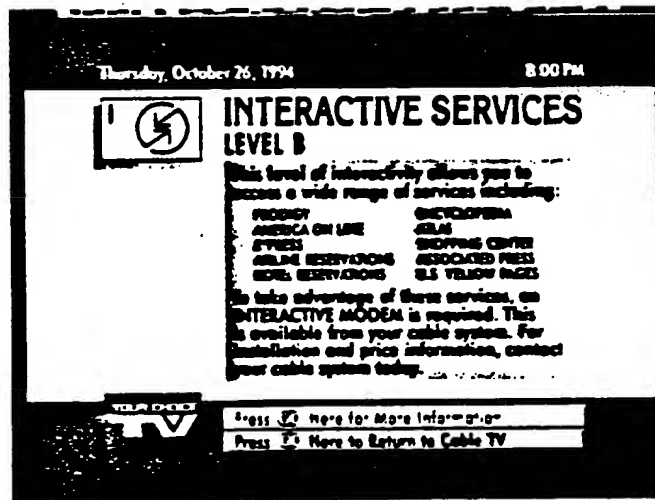 Thursday, October 26, 1994 8:00 PM
INTERACTIVE SERVICES
LEVEL B
This level of interactivity allows you to
access a wide range of services including:
PRODIGY ENCYCLOPEDIA
AMERICA ON LINE ATLAS
X*PRESS SHOPPING CENTER
AIRLINE RESERVATIONS ASSOCIATED PRESS
HOTEL RESERVATIONS U.S YELLOW PAGES
To take advantage of these services, an
INTERACTIVE MODEM is required. This
is available from your cable system. For
installation and price information, contact
your cable system today.
YOUR CHOICE
TV
Press Here for More Information
Press Here to Return to Cable TV